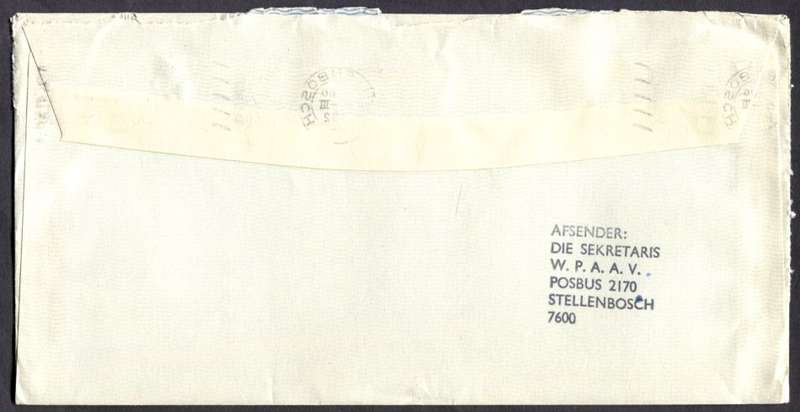 AFSENDER:
DIE SEKRETARIS
W. P. A. A. V.
POSBUS 2170
STELLENBOSCH
7600